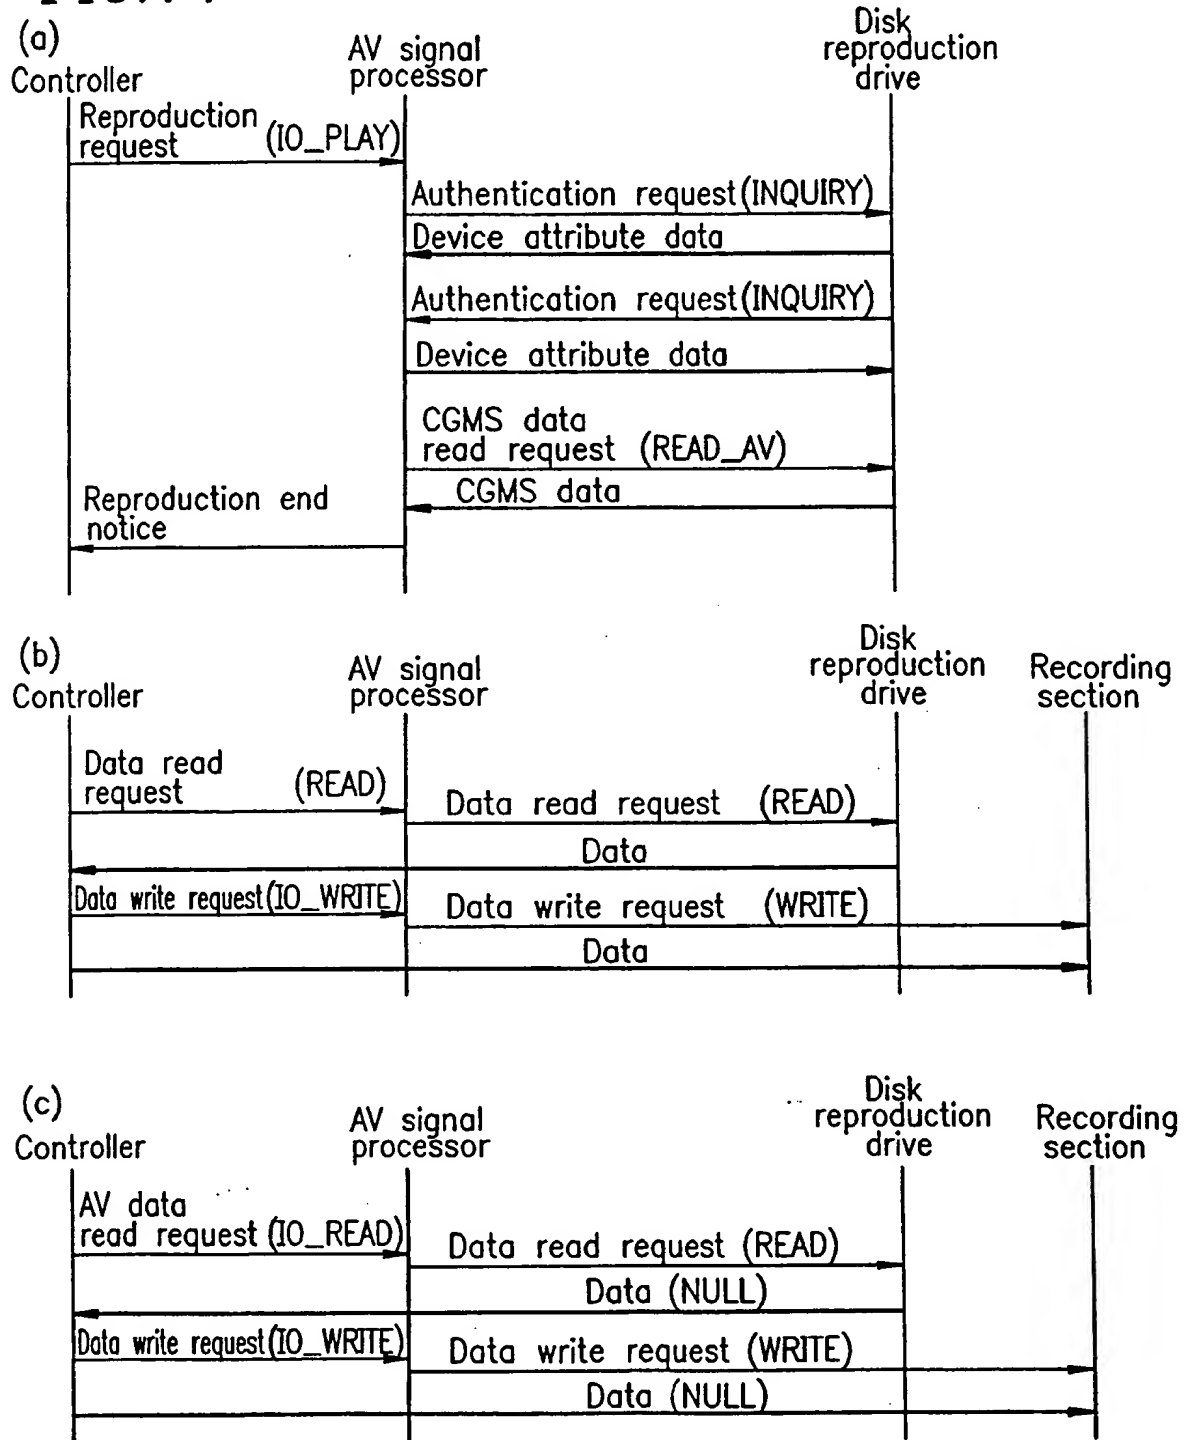 (a)
Controller
AV signal
processor
Disk
reproduction
drive
Reproduction
request (IO_PLAY)
Authentication request(INQUIRY)
Device attribute data
Authentication request(INQUIRY)
Device attribute data
CGMS data
read request (READ_AV)
CGMS data
Reproduction end
notice
(b)
Controller
AV signal
processor
Disk
reproduction
drive
Recording
section
Data read
request (READ)
Data read request (READ)
Data
Data write request(IO_WRITE)
Data write request (WRITE)
Data
(c)
Controller
AV signal
processor
Disk
reproduction
drive
Recording
section
AV data
read request(IO_READ)
Data read request (READ)
Data (NULL)
Data write request(IO_WRITE)
Data write request (WRITE)
Data (NULL)